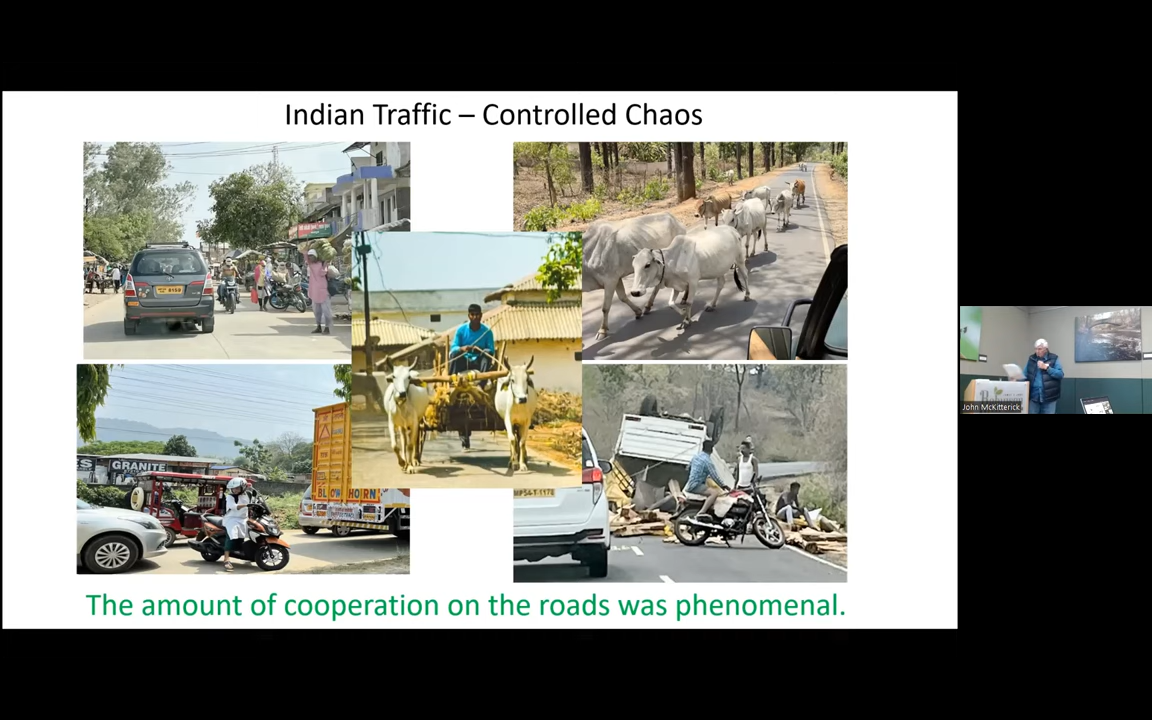 Indian Traffic – Controlled Chaos
GRANITE
BLOW HORN
The amount of cooperation on the roads was phenomenal.
John McKitterick